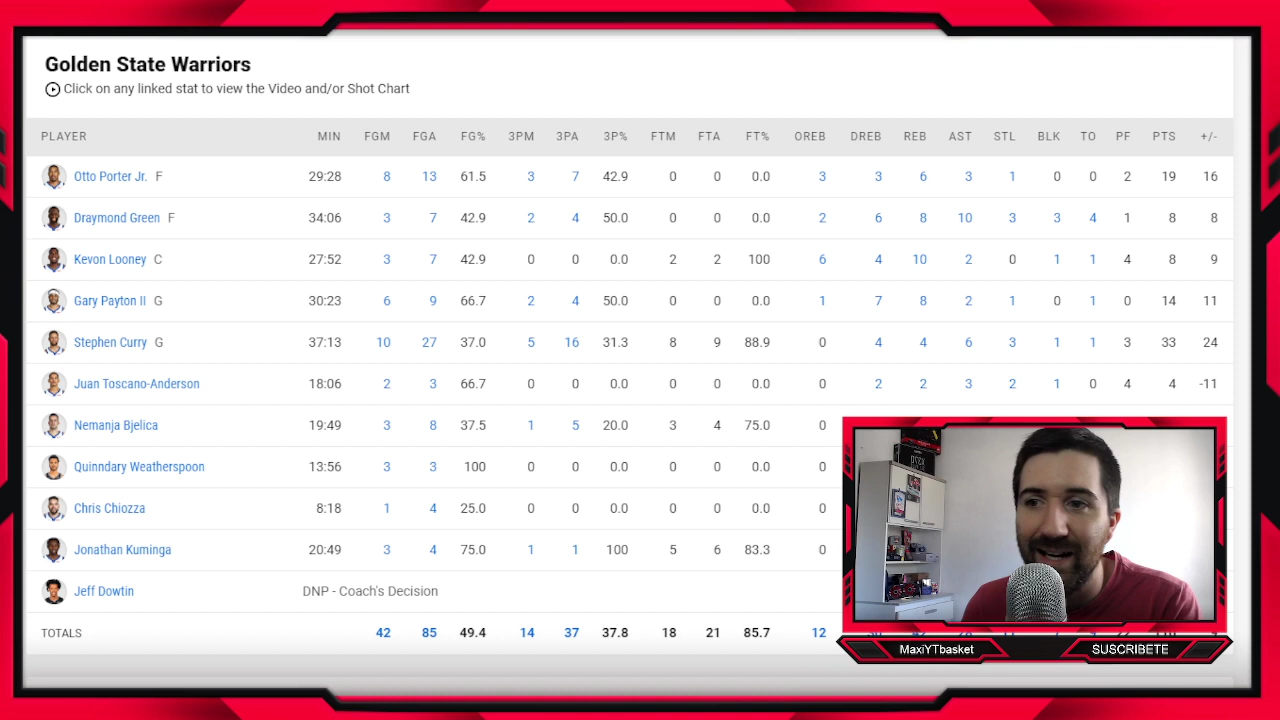 Golden State Warriors
Click on any linked stat to view the Video and/or Shot Chart
PLAYER MIN FGM FGA FG% 3PM 3PA 3P% FTM FTA FT% OREB DREB REB AST STL BLK TO PF PTS +/-
Otto Porter Jr. F 29:28 8 13 61.5 3 7 42.9 0 0 0.0 3 3 6 3 1 0 0 2 19 16
Draymond Green F 34:06 3 7 42.9 2 4 50.0 0 0 0.0 2 6 8 10 3 3 4 1 8 8
Kevon Looney C 27:52 3 7 42.9 0 0 0.0 2 2 100 6 4 10 2 0 1 1 4 8 9
Gary Payton II G 30:23 6 9 66.7 2 4 50.0 0 0 0.0 1 7 8 2 1 0 1 0 14 11
Stephen Curry G 37:13 10 27 37.0 5 16 31.3 8 9 88.9 0 4 4 6 3 1 1 3 33 24
Juan Toscano-Anderson 18:06 2 3 66.7 0 0 0.0 0 0 0.0 0 2 2 3 2 1 0 4 4 -11
Nemanja Bjelica 19:49 3 8 37.5 1 5 20.0 3 4 75.0 0
Quinndary Weatherspoon 13:56 3 3 100 0 0 0.0 0 0 0.0 0
Chris Chiozza 8:18 1 4 25.0 0 0 0.0 0 0 0.0 0
Jonathan Kuminga 20:49 3 4 75.0 1 1 100 5 6 83.3 0
Jeff Dowtin DNP - Coach's Decision
TOTALS 42 85 49.4 14 37 37.8 18 21 85.7 12
MaxiYTbasket SUSCRIBETE